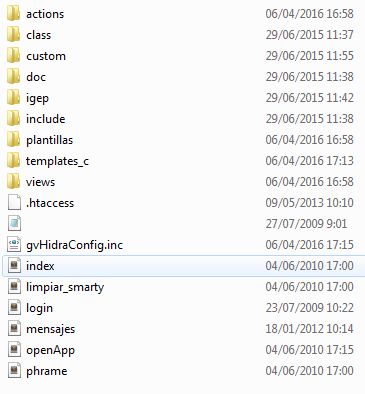 actions 06/04/2016 16:58
class 29/06/2015 11:37
custom 29/06/2015 11:55
doc 29/06/2015 11:38
igep 29/06/2015 11:42
include 29/06/2015 11:38
plantillas 06/04/2016 16:58
templates_c 06/04/2016 17:13
views 06/04/2016 16:58
.htaccess 09/05/2013 10:10
27/07/2009 9:01
gvHidraConfig.inc 06/04/2016 17:15
index 04/06/2010 17:00
limpiar_smarty 04/06/2010 17:00
login 23/07/2009 10:22
mensajes 18/01/2012 10:14
openApp 04/06/2010 17:15
phrame 04/06/2010 17:00